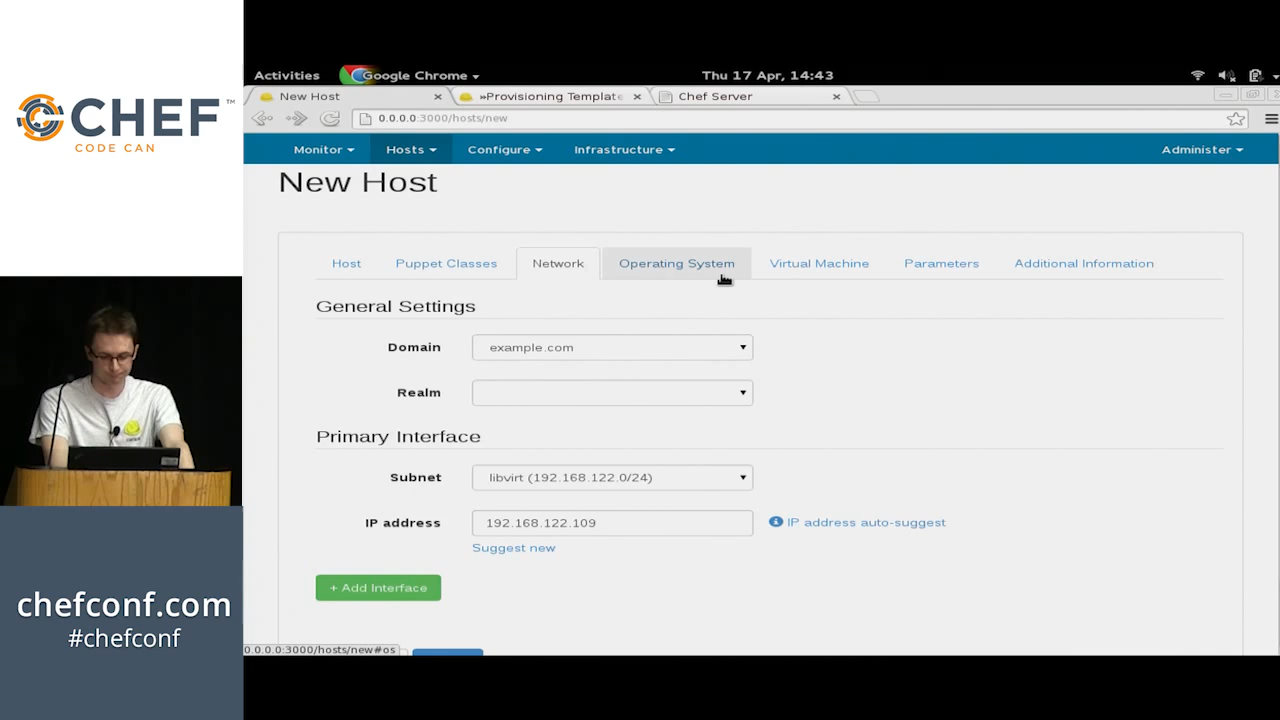 CHEF™
CODE CAN
chefconf.com
#chefconf
Activities Google Chrome Thu 17 Apr, 14:43
New Host »Provisioning Template Chef Server
0.0.0.0:3000/hosts/new
Monitor Hosts Configure Infrastructure Administer
New Host
Host Puppet Classes Network Operating System Virtual Machine Parameters Additional Information
General Settings
Domain example.com
Realm
Primary Interface
Subnet libvirt (192.168.122.0/24)
IP address 192.168.122.109 IP address auto-suggest
Suggest new
+ Add Interface
0.0.0.0:3000/hosts/new#os